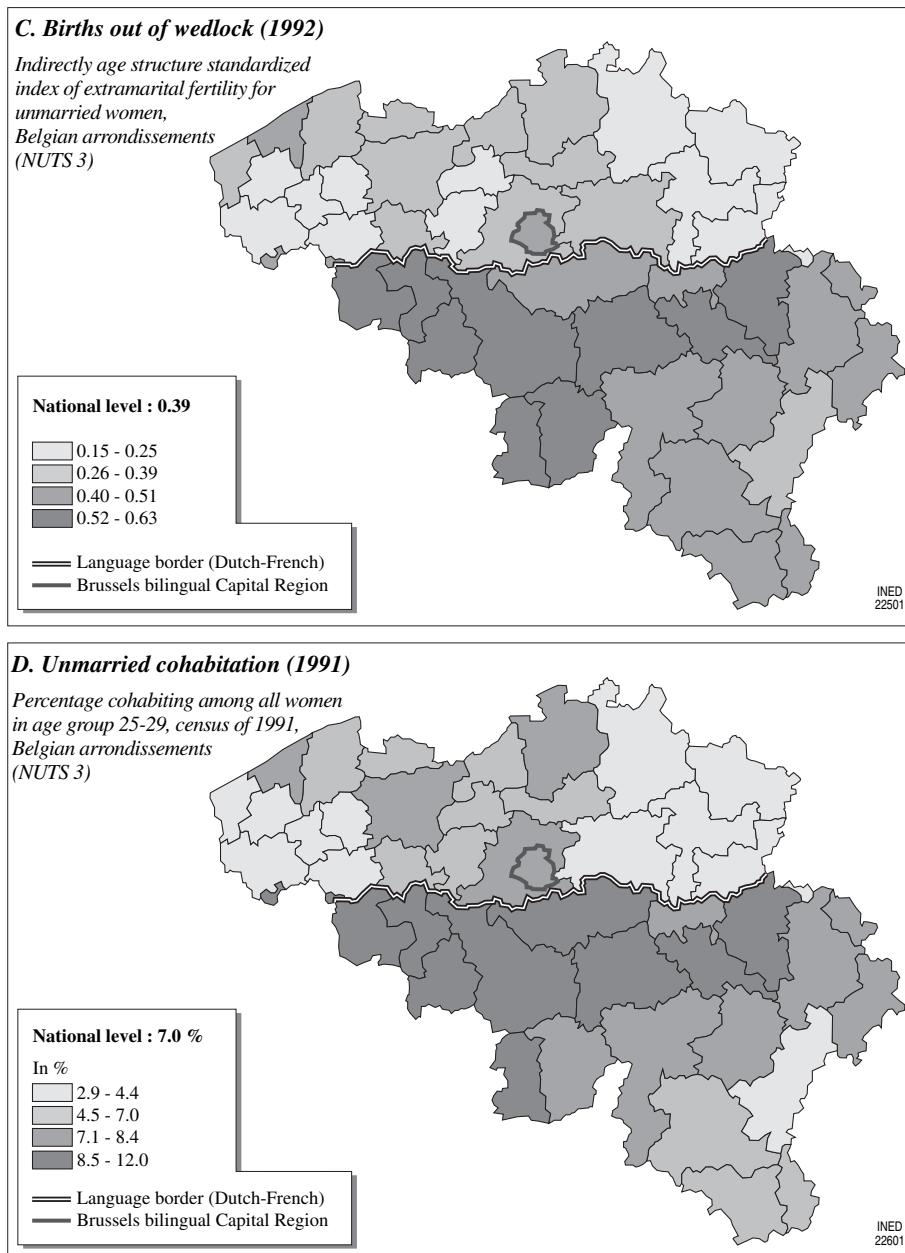 C. Births out of wedlock (1992)
Indirectly age structure standardized
index of extramarital fertility for
unmarried women,
Belgian arrondissements
(NUTS 3)
National level : 0.39
0.15 - 0.25
0.26 - 0.39
0.40 - 0.51
0.52 - 0.63
Language border (Dutch-French)
Brussels bilingual Capital Region
INED
22501
D. Unmarried cohabitation (1991)
Percentage cohabiting among all women
in age group 25-29, census of 1991,
Belgian arrondissements
(NUTS 3)
National level : 7.0 %
In %
2.9 - 4.4
4.5 - 7.0
7.1 - 8.4
8.5 - 12.0
Language border (Dutch-French)
Brussels bilingual Capital Region
INED
22601